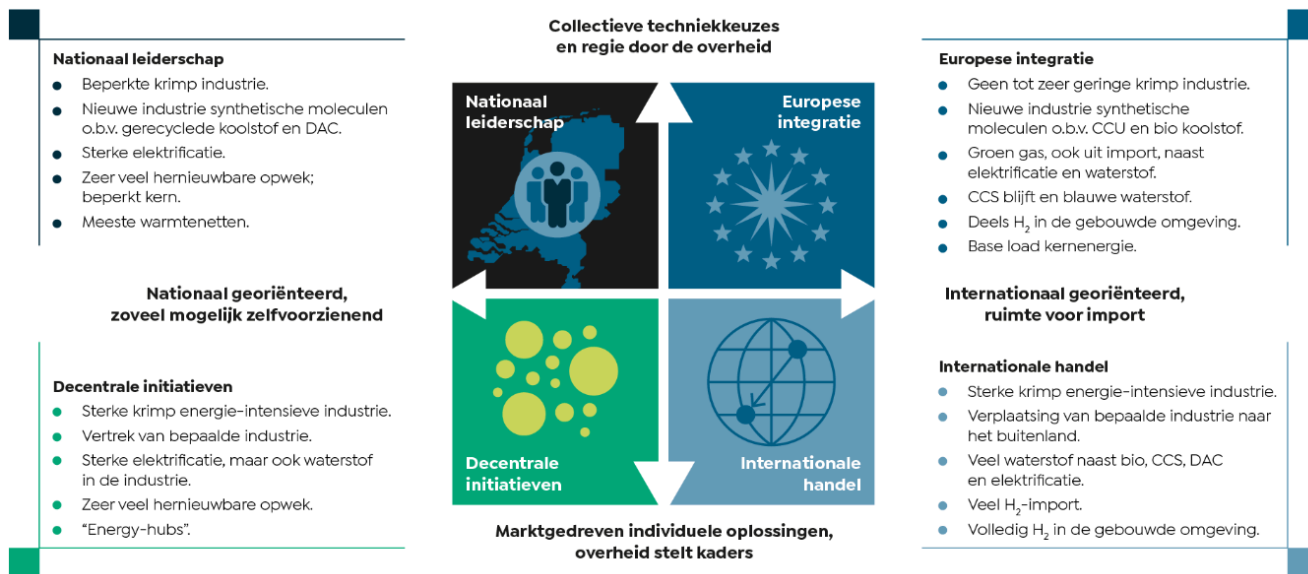 Collectieve techniekkeuzes
en regie door de overheid
Nationaal leiderschap
Beperkte krimp industrie.
Nieuwe industrie synthetische moleculen
o.b.v. gerecyclede koolstof en DAC.
Sterke elektrificatie.
Zeer veel hernieuwbare opwek;
beperkt kern.
Meeste warmtenetten.
Nationaal
leiderschap
Europese
integratie
Europese integratie
Geen tot zeer geringe krimp industrie.
Nieuwe industrie synthetische
moleculen o.b.v. CCU en bio koolstof.
Groen gas, ook uit import, naast
elektrificatie en waterstof.
CCS blijft en blauwe waterstof.
Deels H₂ in de gebouwde omgeving.
Base load kernenergie.
Nationaal georiënteerd,
zoveel mogelijk zelfvoorzienend
Internationaal georiënteerd,
ruimte voor import
Decentrale initiatieven
Sterke krimp energie-intensieve industrie.
Vertrek van bepaalde industrie.
Sterke elektrificatie, maar ook waterstof
in de industrie.
Zeer veel hernieuwbare opwek.
“Energy-hubs”.
Decentrale
initiatieven
Internationale
handel
Internationale handel
Sterke krimp energie-intensieve industrie.
Verplaatsing van bepaalde industrie naar
het buitenland.
Veel waterstof naast bio, CCS, DAC
en elektrificatie.
Veel H₂-import.
Volledig H₂ in de gebouwde omgeving.
Marktgedreven individuele oplossingen,
overheid stelt kaders